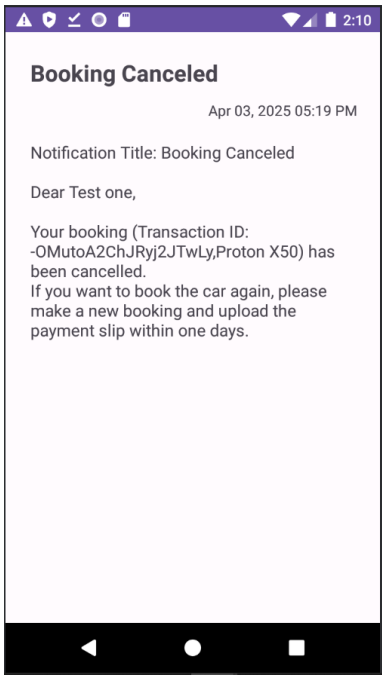 2:10
Booking Canceled
Apr 03, 2025 05:19 PM
Notification Title: Booking Canceled
Dear Test one,
Your booking (Transaction ID:
-OMutoA2ChJRyj2JTwLy,Proton X50) has
been cancelled.
If you want to book the car again, please
make a new booking and upload the
payment slip within one days.